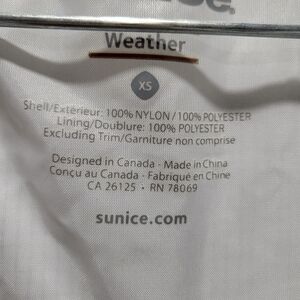 Weather
XS
Shell/Extérieur: 100% NYLON / 100% POLYESTER
Lining/Doublure: 100% POLYESTER
Excluding Trim/Garniture non comprise
Designed in Canada · Made in China
Conçu au Canada · Fabriqué en Chine
CA 26125 · RN 78069
sunice.com